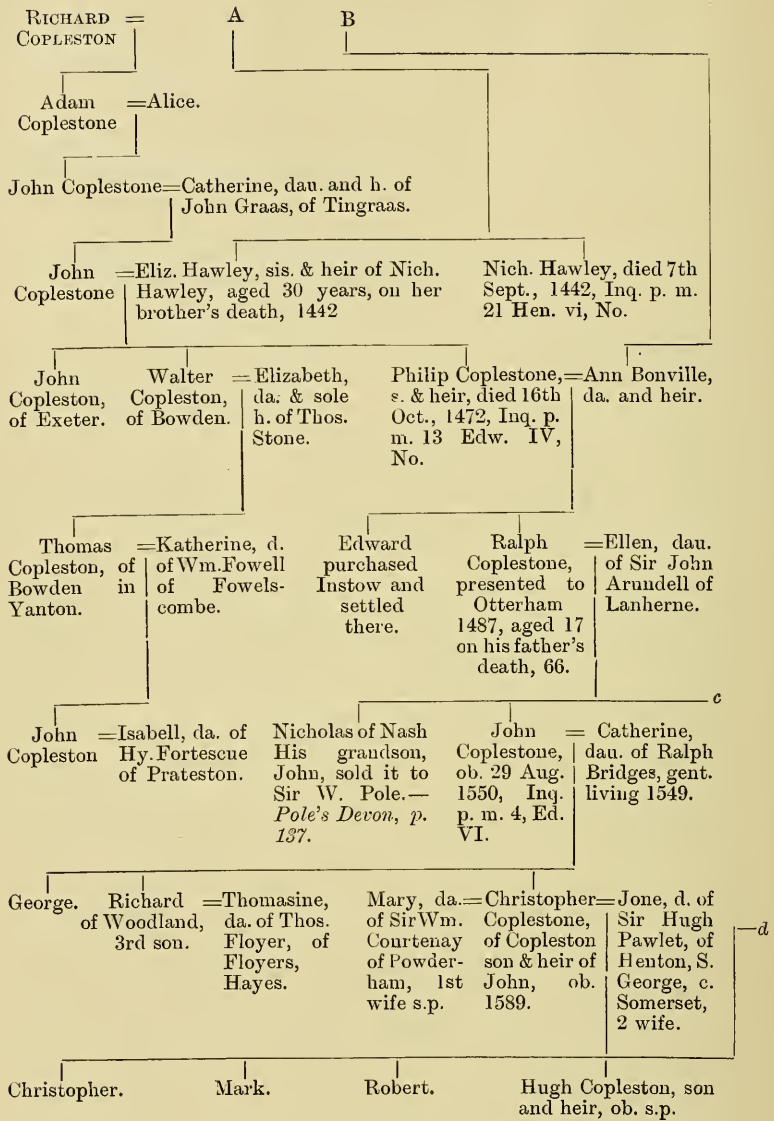 RICHARD =
COPLESTON
A
B
Adam
Coplestone
=Alice.
John Coplestone=Catherine, dau. and h. of
John Graas, of Tingraas.
John
Coplestone
=Eliz. Hawley, sis. & heir of Nich.
Hawley, aged 30 years, on her
brother's death, 1442
Nich. Hawley, died 7th
Sept., 1442, Inq. p. m.
21 Hen. vi, No.
John
Copleston,
of Exeter.
Walter
Copleston,
of Bowden.
=Elizabeth,
da. & sole
h. of Thos.
Stone.
Philip Coplestone,
s. & heir, died 16th
Oct., 1472, Inq. p.
m. 13 Edw. IV,
No.
=Ann Bonville,
da. and heir.
Thomas
Copleston, of
Bowden in
Yanton.
=Katherine, d.
of Wm. Fowell
of Fowels-
combe.
Edward
purchased
Instow and
settled
there.
Ralph
Coplestone,
presented to
Otterham
1487, aged 17
on his father's
death, 66.
=Ellen, dau.
of Sir John
Arundell of
Lanherne.
c
John
Copleston
=Isabell, da. of
Hy. Fortescue
of Prateston.
Nicholas of Nash
His grandson,
John, sold it to
Sir W. Pole.—
Pole's Devon, p.
137.
John
Coplestone,
ob. 29 Aug.
1550, Inq.
p. m. 4, Ed.
VI.
= Catherine,
dau. of Ralph
Bridges, gent.
living 1549.
George.
Richard
of Woodland,
3rd son.
=Thomasine,
da. of Thos.
Floyer, of
Floyers,
Hayes.
Mary, da.
of Sir Wm.
Courtenay
of Powder-
ham, 1st
wife s.p.
=Christopher
Coplestone,
of Copleston
son & heir of
John, ob.
1589.
=Jone, d. of
Sir Hugh
Pawlet, of
Henton, S.
George, c.
Somerset,
2 wife.
d
Christopher.
Mark.
Robert.
Hugh Copleston, son
and heir, ob. s.p.